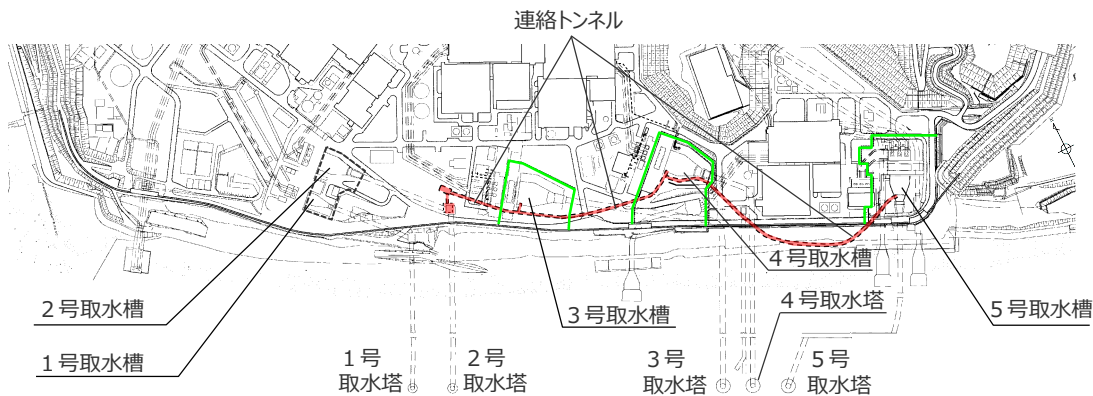 連絡トンネル
4号取水槽
2号取水槽
3号取水槽
4号取水塔
5号取水槽
1号取水槽
1号
取水塔
2号
取水塔
3号
取水塔
5号
取水塔